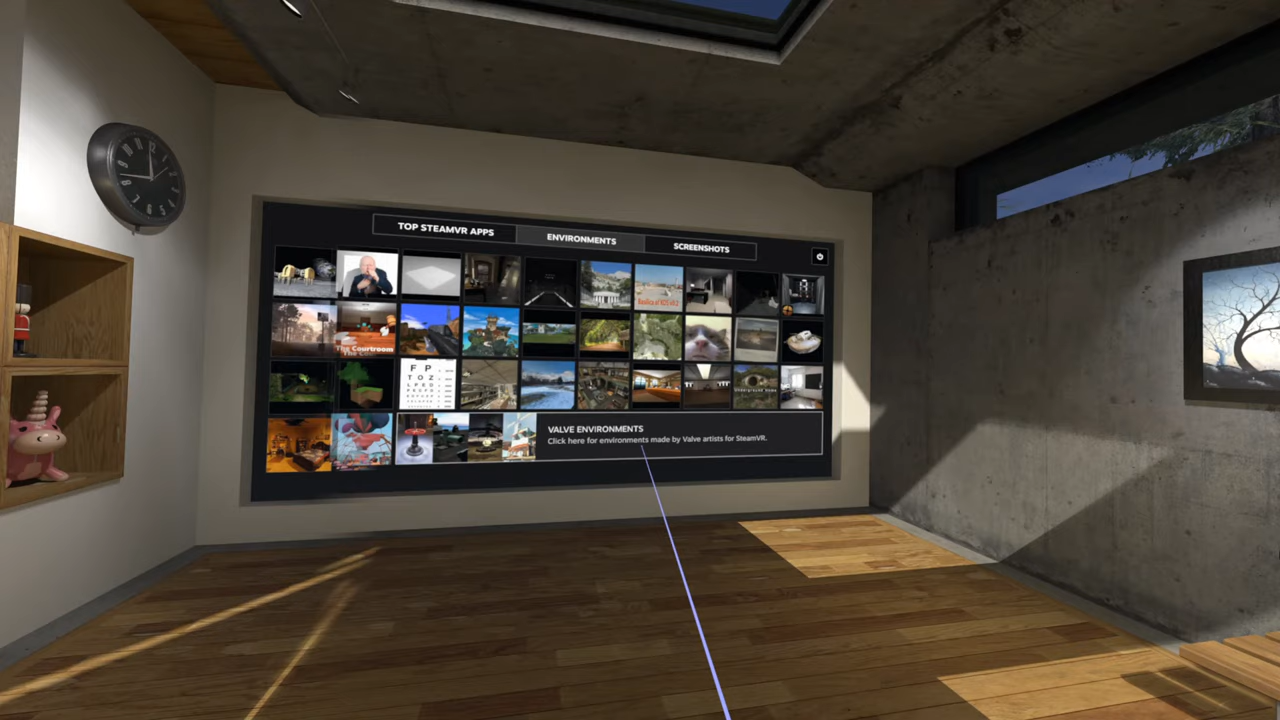 TOP STEAMVR APPS
ENVIRONMENTS
SCREENSHOTS
The Courtroom
F P
T O Z
L P E D
VALVE ENVIRONMENTS
Click here for environments made by Valve artists for SteamVR.